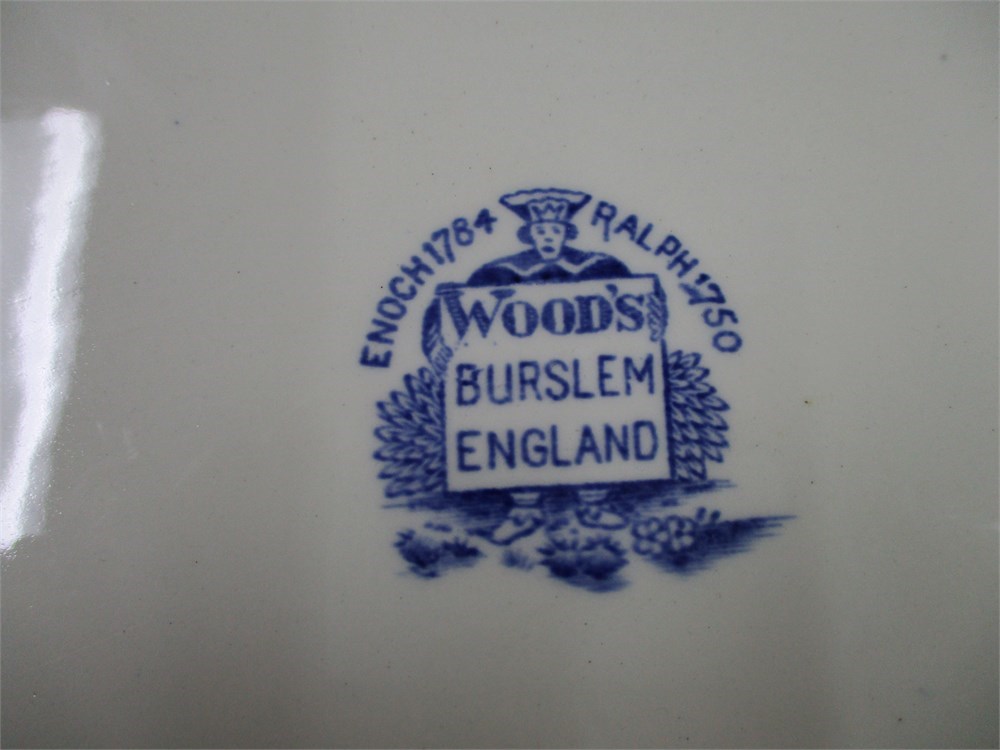 ENOCH 1784
RALPH 1750
WOOD'S
BURSLEM
ENGLAND